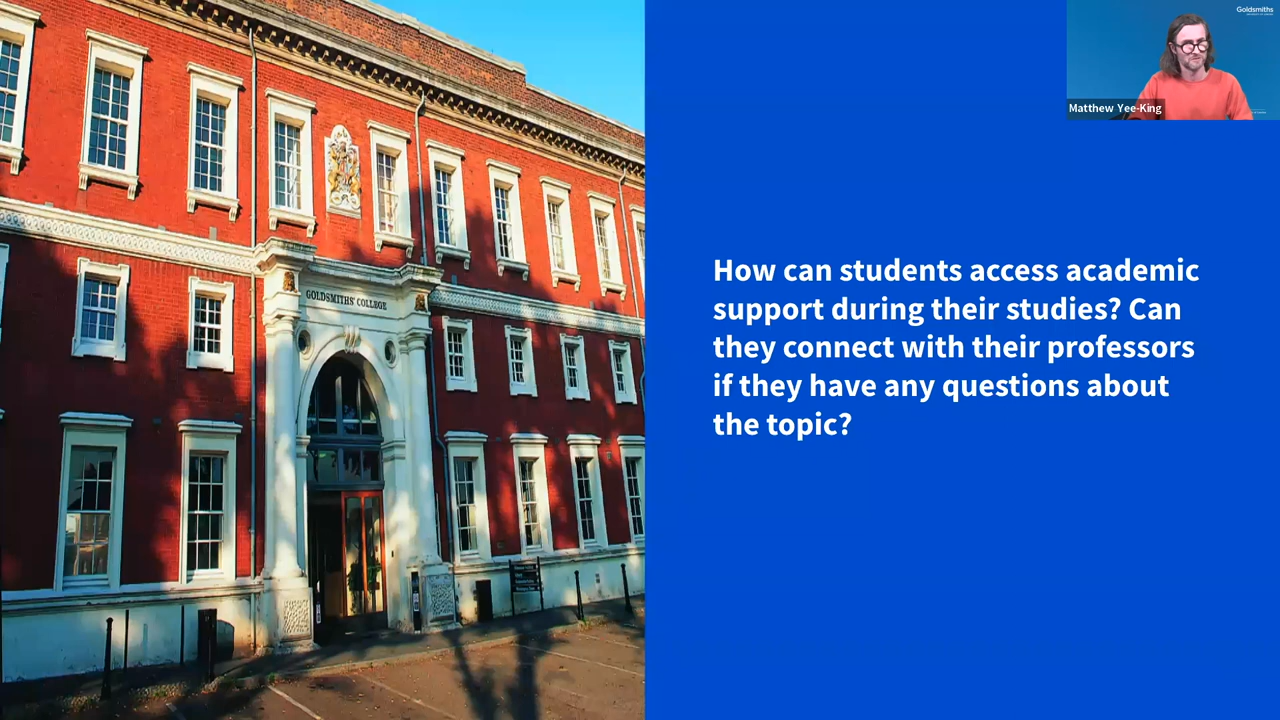 Goldsmiths
Matthew Yee-King
GOLDSMITHS' COLLEGE
How can students access academic
support during their studies? Can
they connect with their professors
if they have any questions about
the topic?